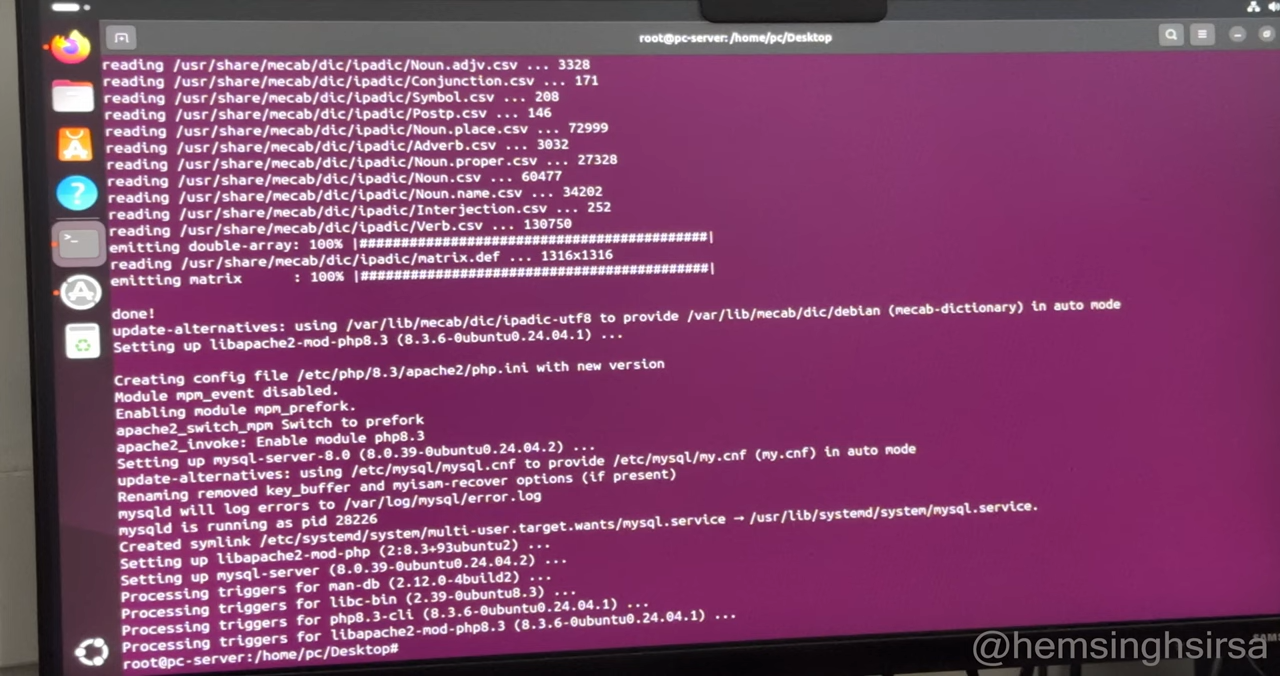 root@pc-server: /home/pc/Desktop
reading /usr/share/mecab/dic/ipadic/Noun.adjv.csv ... 3328
reading /usr/share/mecab/dic/ipadic/Conjunction.csv ... 171
reading /usr/share/mecab/dic/ipadic/Symbol.csv ... 208
reading /usr/share/mecab/dic/ipadic/Postp.csv ... 146
reading /usr/share/mecab/dic/ipadic/Noun.place.csv ... 72999
reading /usr/share/mecab/dic/ipadic/Adverb.csv ... 3032
reading /usr/share/mecab/dic/ipadic/Noun.proper.csv ... 27328
reading /usr/share/mecab/dic/ipadic/Noun.csv ... 60477
reading /usr/share/mecab/dic/ipadic/Noun.name.csv ... 34202
reading /usr/share/mecab/dic/ipadic/Interjection.csv ... 252
reading /usr/share/mecab/dic/ipadic/Verb.csv ... 130750
emitting double-array: 100% |###########################################|
reading /usr/share/mecab/dic/ipadic/matrix.def ... 1316x1316
emitting matrix      : 100% |###########################################|
done!
update-alternatives: using /var/lib/mecab/dic/ipadic-utf8 to provide /var/lib/mecab/dic/debian (mecab-dictionary) in auto mode
Setting up libapache2-mod-php8.3 (8.3.6-0ubuntu0.24.04.1) ...
Creating config file /etc/php/8.3/apache2/php.ini with new version
Module mpm_event disabled.
Enabling module mpm_prefork.
apache2_switch_mpm Switch to prefork
apache2_invoke: Enable module php8.3
Setting up mysql-server-8.0 (8.0.39-0ubuntu0.24.04.2) ...
update-alternatives: using /etc/mysql/mysql.cnf to provide /etc/mysql/my.cnf (my.cnf) in auto mode
Renaming removed key_buffer and myisam-recover options (if present)
mysqld will log errors to /var/log/mysql/error.log
mysqld is running as pid 28226
Created symlink /etc/systemd/system/multi-user.target.wants/mysql.service → /usr/lib/systemd/system/mysql.service.
Setting up libapache2-mod-php (2:8.3+93ubuntu2) ...
Setting up mysql-server (8.0.39-0ubuntu0.24.04.2) ...
Processing triggers for man-db (2.12.0-4build2) ...
Processing triggers for libc-bin (2.39-0ubuntu8.3) ...
Processing triggers for php8.3-cli (8.3.6-0ubuntu0.24.04.1) ...
Processing triggers for libapache2-mod-php8.3 (8.3.6-0ubuntu0.24.04.1) ...
root@pc-server:/home/pc/Desktop#
@hemsinghsirsa